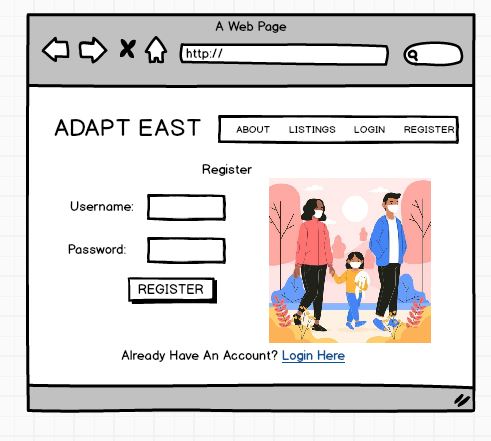 A Web Page
http://
ADAPT EAST
ABOUT LISTINGS LOGIN REGISTER
Register
Username:
Password:
REGISTER
Already Have An Account? Login Here